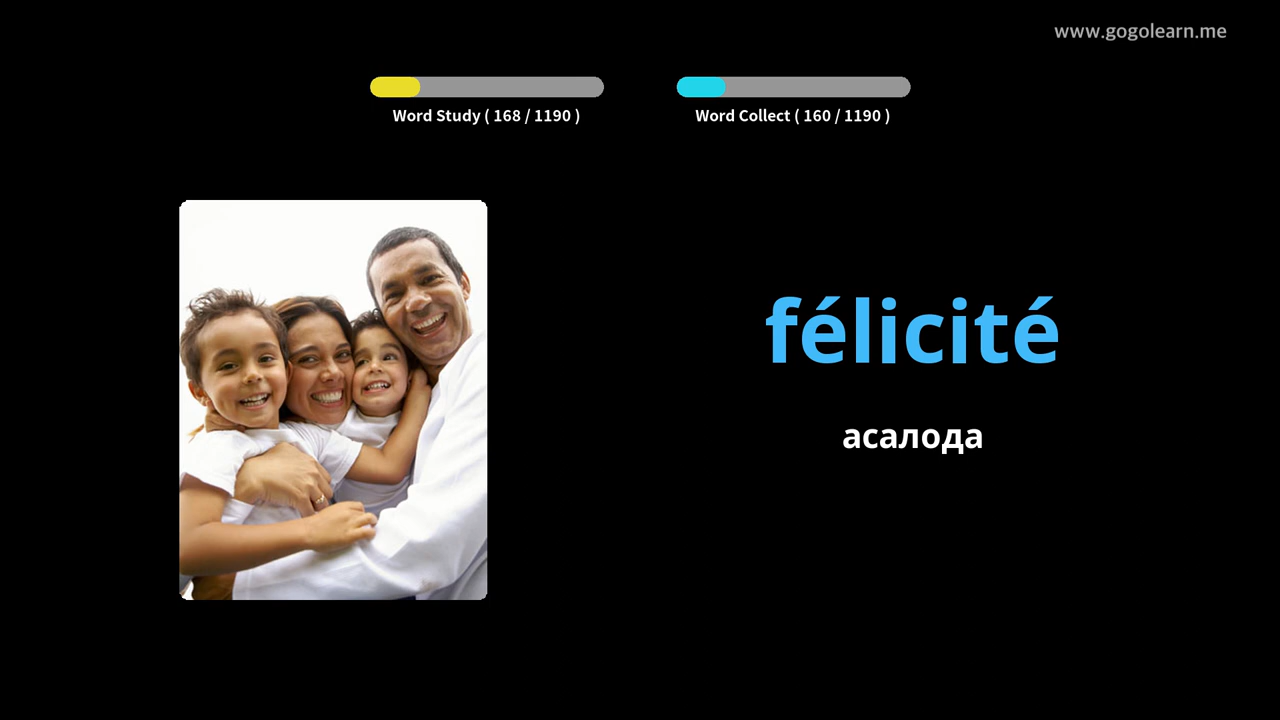 www.gogolearn.me
Word Study ( 168 / 1190 )
Word Collect ( 160 / 1190 )
félicité
асалода